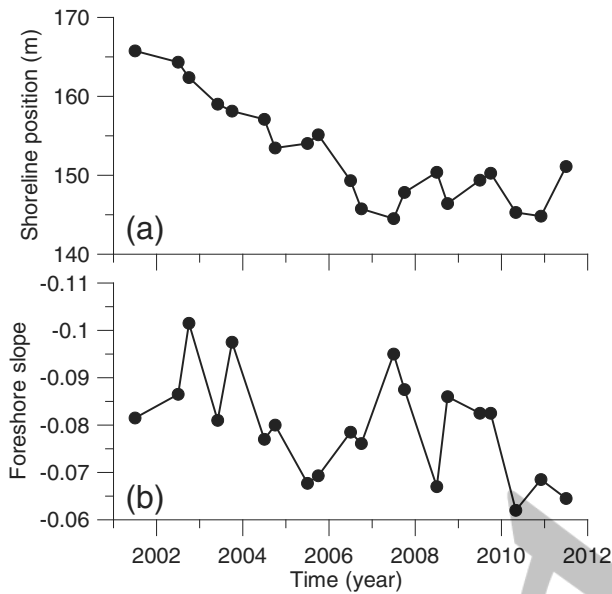 170
160
150
140
Shoreline position (m)
(a)
-0.11
-0.1
-0.09
-0.08
-0.07
-0.06
Foreshore slope
(b)
2002 2004 2006 2008 2010 2012
Time (year)